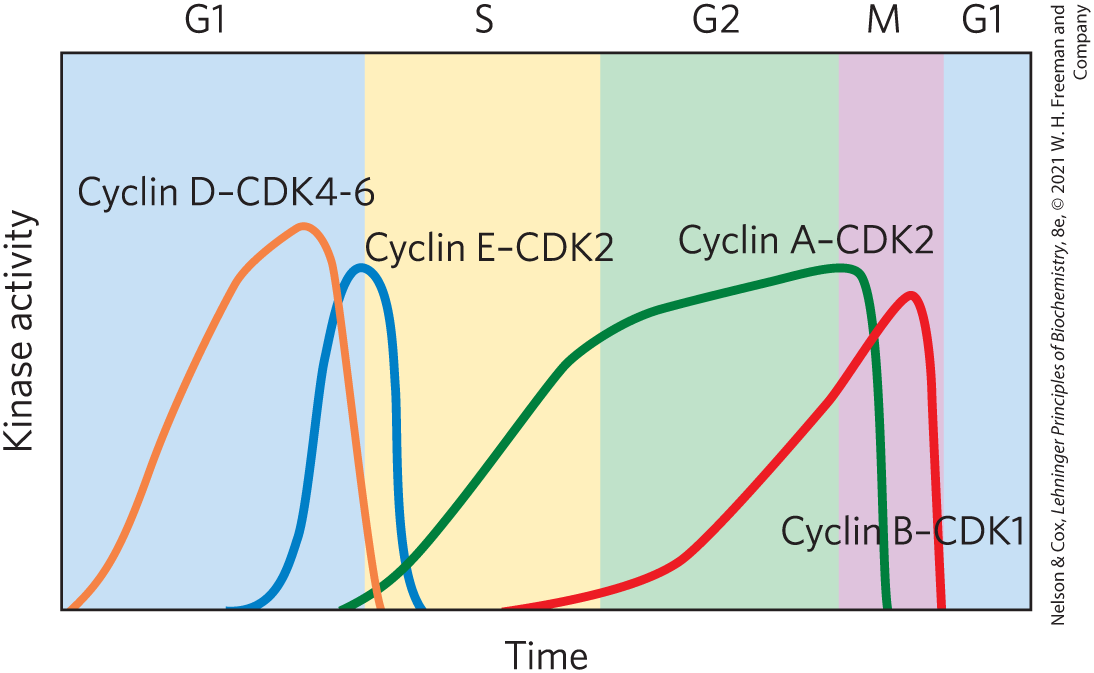 G1
S
G2
M
G1
Cyclin D–CDK4-6
Cyclin E–CDK2
Cyclin A–CDK2
Cyclin B–CDK1
Kinase activity
Time
Nelson & Cox, Lehninger Principles of Biochemistry, 8e, © 2021 W. H. Freeman and
Company